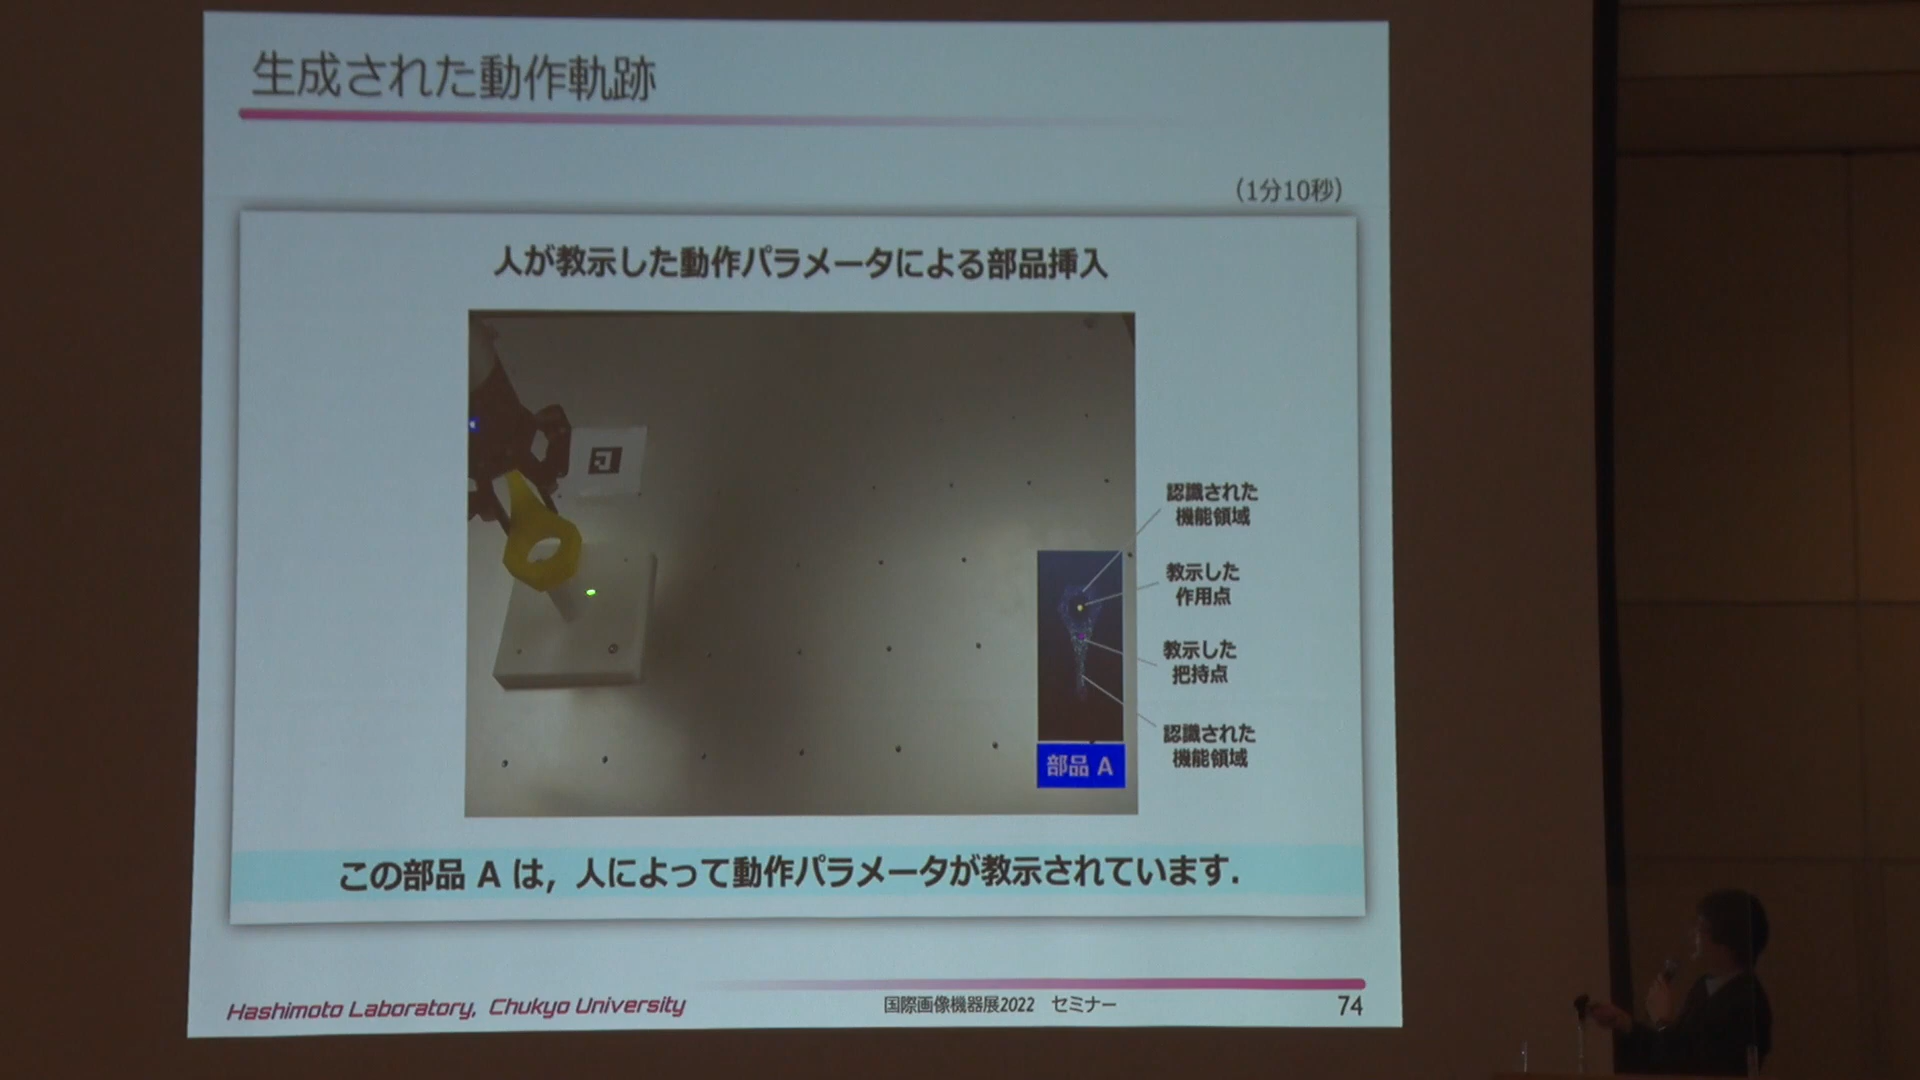 生成された動作軌跡
(1分10秒)
人が教示した動作パラメータによる部品挿入
認識された
機能領域
教示した
作用点
教示した
把持点
認識された
機能領域
部品 A
この部品 A は，人によって動作パラメータが教示されています．
Hashimoto Laboratory, Chukyo University
国際画像機器展2022 セミナー
74